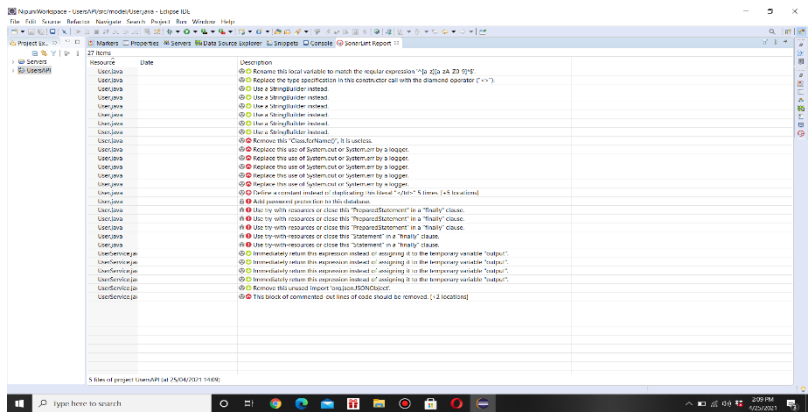 NipuniWorkspace - UsersAPI/src/model/User.java - Eclipse IDE
File Edit Source Refactor Navigate Search Project Run Window Help
Project Ex... Markers Properties Servers Data Source Explorer Snippets Console SonarLint Report
27 items
Servers
UsersAPI
Resource Date Description
User.java Rename this local variable to match the regular expression '^[a-z][a-zA-Z0-9]*$'.
User.java Replace the type specification in this constructor call with the diamond operator ("<>").
User.java Use a StringBuilder instead.
User.java Use a StringBuilder instead.
User.java Use a StringBuilder instead.
User.java Use a StringBuilder instead.
User.java Use a StringBuilder instead.
User.java Use a StringBuilder instead.
User.java Remove this "Class.forName()", it is useless.
User.java Replace this use of System.out or System.err by a logger.
User.java Replace this use of System.out or System.err by a logger.
User.java Replace this use of System.out or System.err by a logger.
User.java Replace this use of System.out or System.err by a logger.
User.java Replace this use of System.out or System.err by a logger.
User.java Define a constant instead of duplicating this literal "</td>" 5 times. [+5 locations]
User.java Add password protection to this database.
User.java Use try-with-resources or close this "PreparedStatement" in a "finally" clause.
User.java Use try-with-resources or close this "PreparedStatement" in a "finally" clause.
User.java Use try-with-resources or close this "PreparedStatement" in a "finally" clause.
User.java Use try-with-resources or close this "Statement" in a "finally" clause.
User.java Use try-with-resources or close this "Statement" in a "finally" clause.
UserService.jav Immediately return this expression instead of assigning it to the temporary variable "output".
UserService.jav Immediately return this expression instead of assigning it to the temporary variable "output".
UserService.jav Immediately return this expression instead of assigning it to the temporary variable "output".
UserService.jav Immediately return this expression instead of assigning it to the temporary variable "output".
UserService.jav Remove this unused import 'org.json.JSONObject'.
UserService.jav This block of commented-out lines of code should be removed. [+2 locations]
5 files of project UsersAPI (at 25/04/2021 14:09)
Type here to search
2:09 PM
4/25/2021